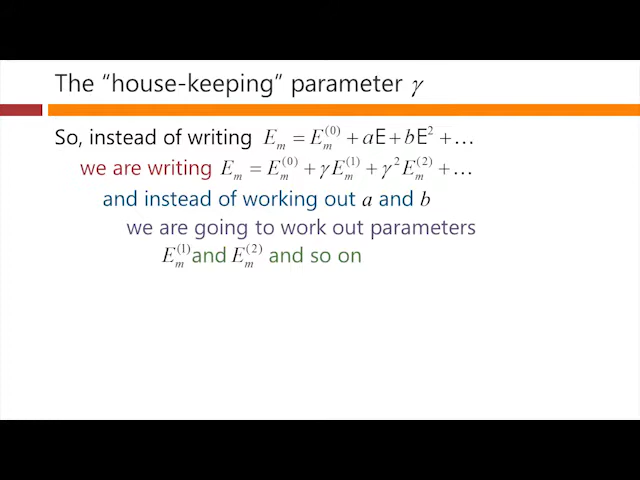 The “house-keeping” parameter γ
So, instead of writing E_m = E_m^(0) + aE + bE^2 + …
we are writing E_m = E_m^(0) + γE_m^(1) + γ^2 E_m^(2) + …
and instead of working out a and b
we are going to work out parameters
E_m^(1) and E_m^(2) and so on